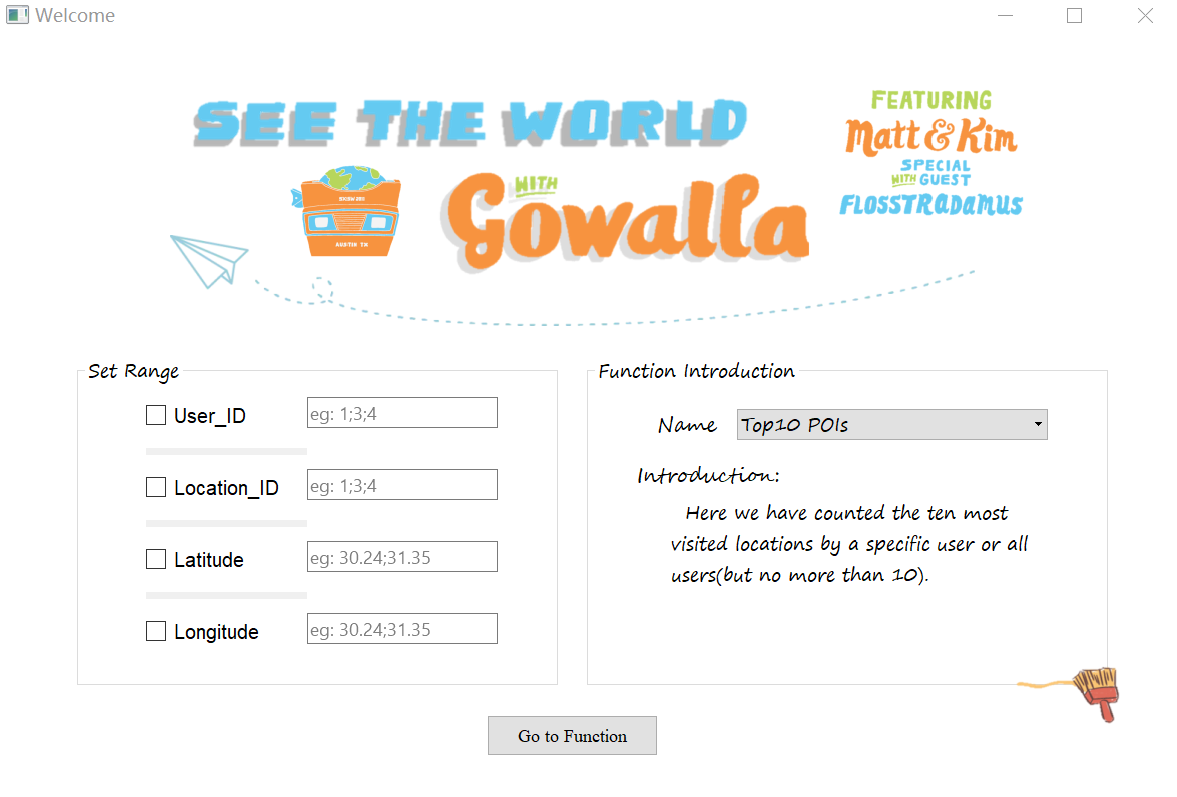 Welcome
SEE THE WORLD
WITH
Gowalla
AUSTIN TX
FEATURING
Matt & Kim
SPECIAL
WITH GUEST
FLOSSTRADAMUS
Set Range
User_ID eg: 1;3;4
Location_ID eg: 1;3;4
Latitude eg: 30.24;31.35
Longitude eg: 30.24;31.35
Function Introduction
Name Top10 POIs
Introduction:
Here we have counted the ten most
visited locations by a specific user or all
users(but no more than 10).
Go to Function